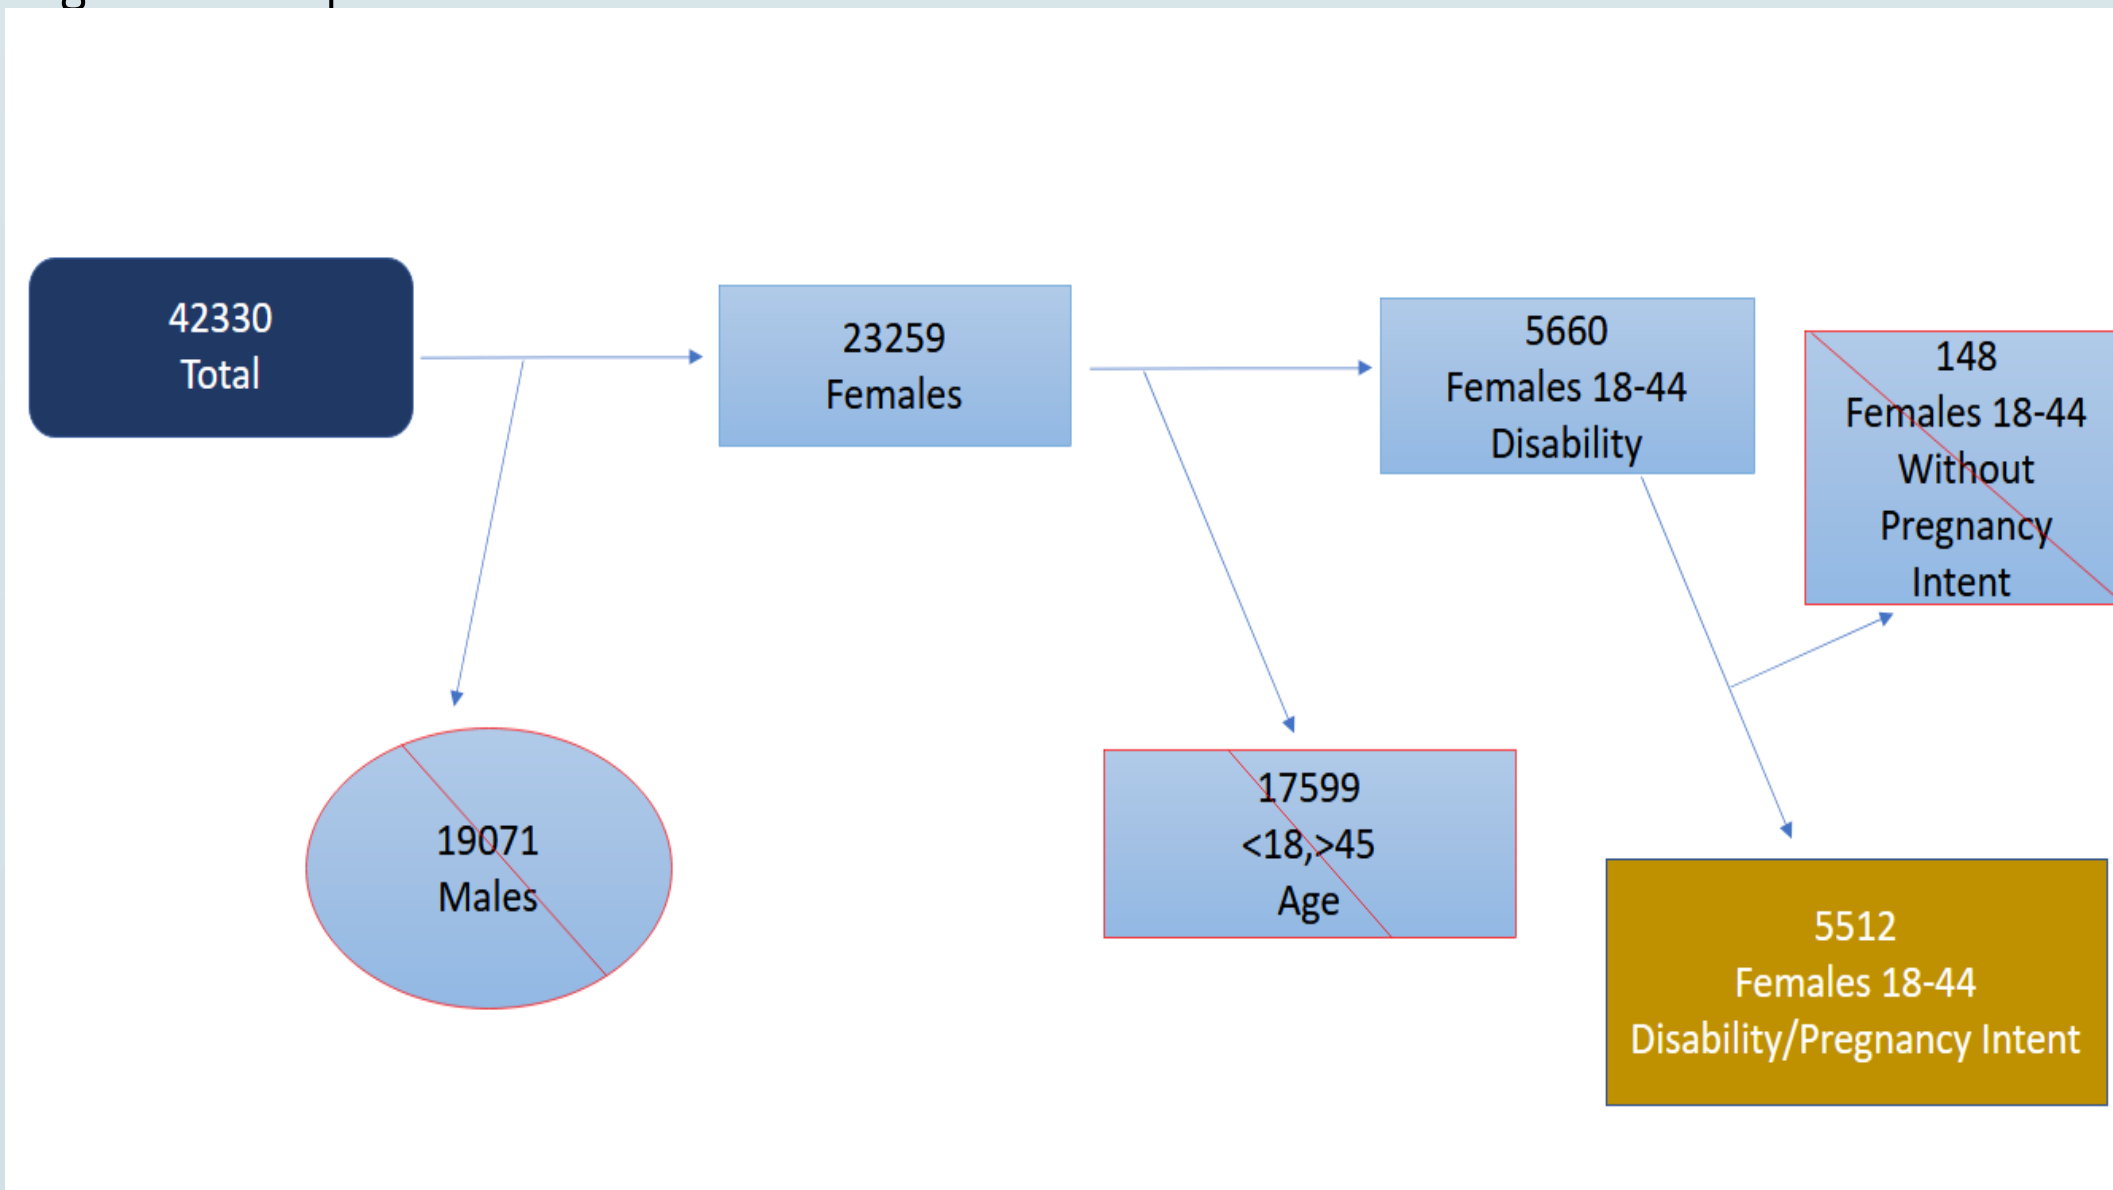 42330
Total
23259
Females
5660
Females 18-44
Disability
148
Females 18-44
Without
Pregnancy
Intent
19071
Males
17599
<18,>45
Age
5512
Females 18-44
Disability/Pregnancy Intent